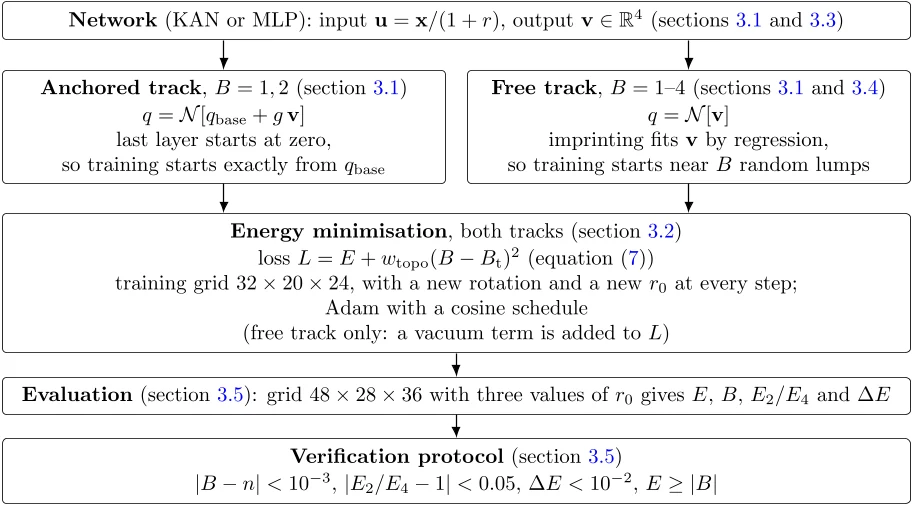 Network (KAN or MLP): input u = x/(1 + r), output v ∈ ℝ⁴ (sections 3.1 and 3.3)
Anchored track, B = 1, 2 (section 3.1)
q = 𝒩[q_base + g v]
last layer starts at zero,
so training starts exactly from q_base
Free track, B = 1–4 (sections 3.1 and 3.4)
q = 𝒩[v]
imprinting fits v by regression,
so training starts near B random lumps
Energy minimisation, both tracks (section 3.2)
loss L = E + w_topo(B − B_t)² (equation (7))
training grid 32 × 20 × 24, with a new rotation and a new r₀ at every step;
Adam with a cosine schedule
(free track only: a vacuum term is added to L)
Evaluation (section 3.5): grid 48 × 28 × 36 with three values of r₀ gives E, B, E₂/E₄ and ΔE
Verification protocol (section 3.5)
|B − n| < 10⁻³, |E₂/E₄ − 1| < 0.05, ΔE < 10⁻², E ≥ |B|